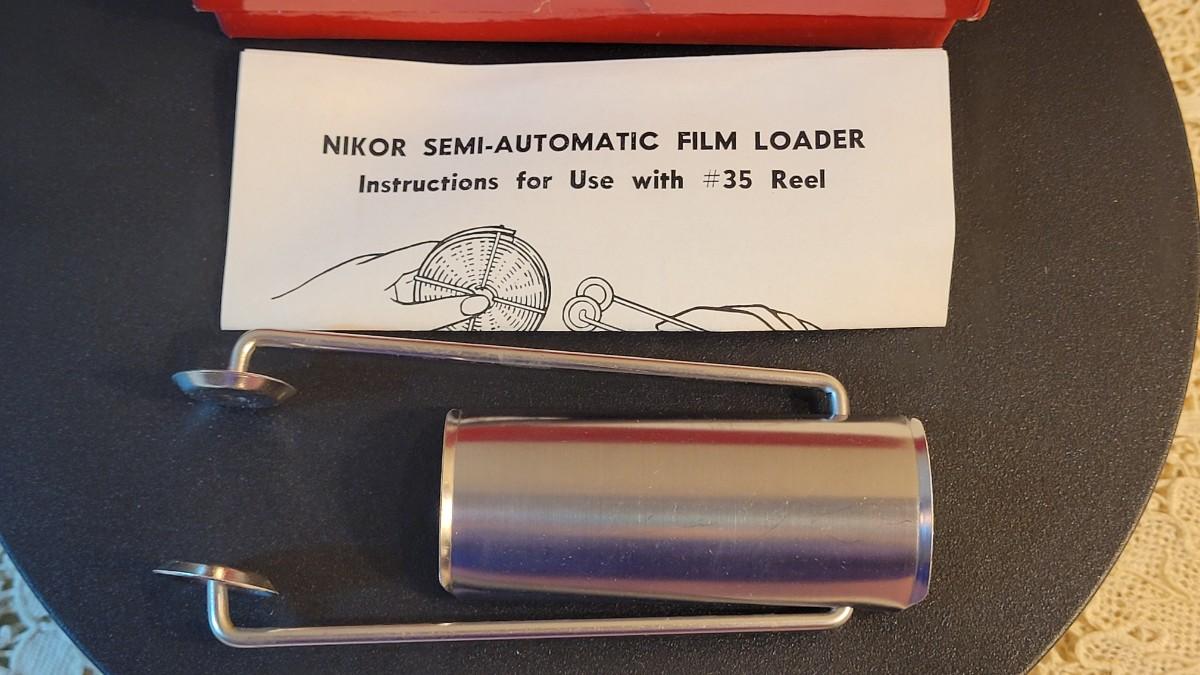 NIKOR SEMI-AUTOMATIC FILM LOADER
Instructions for Use with #35 Reel